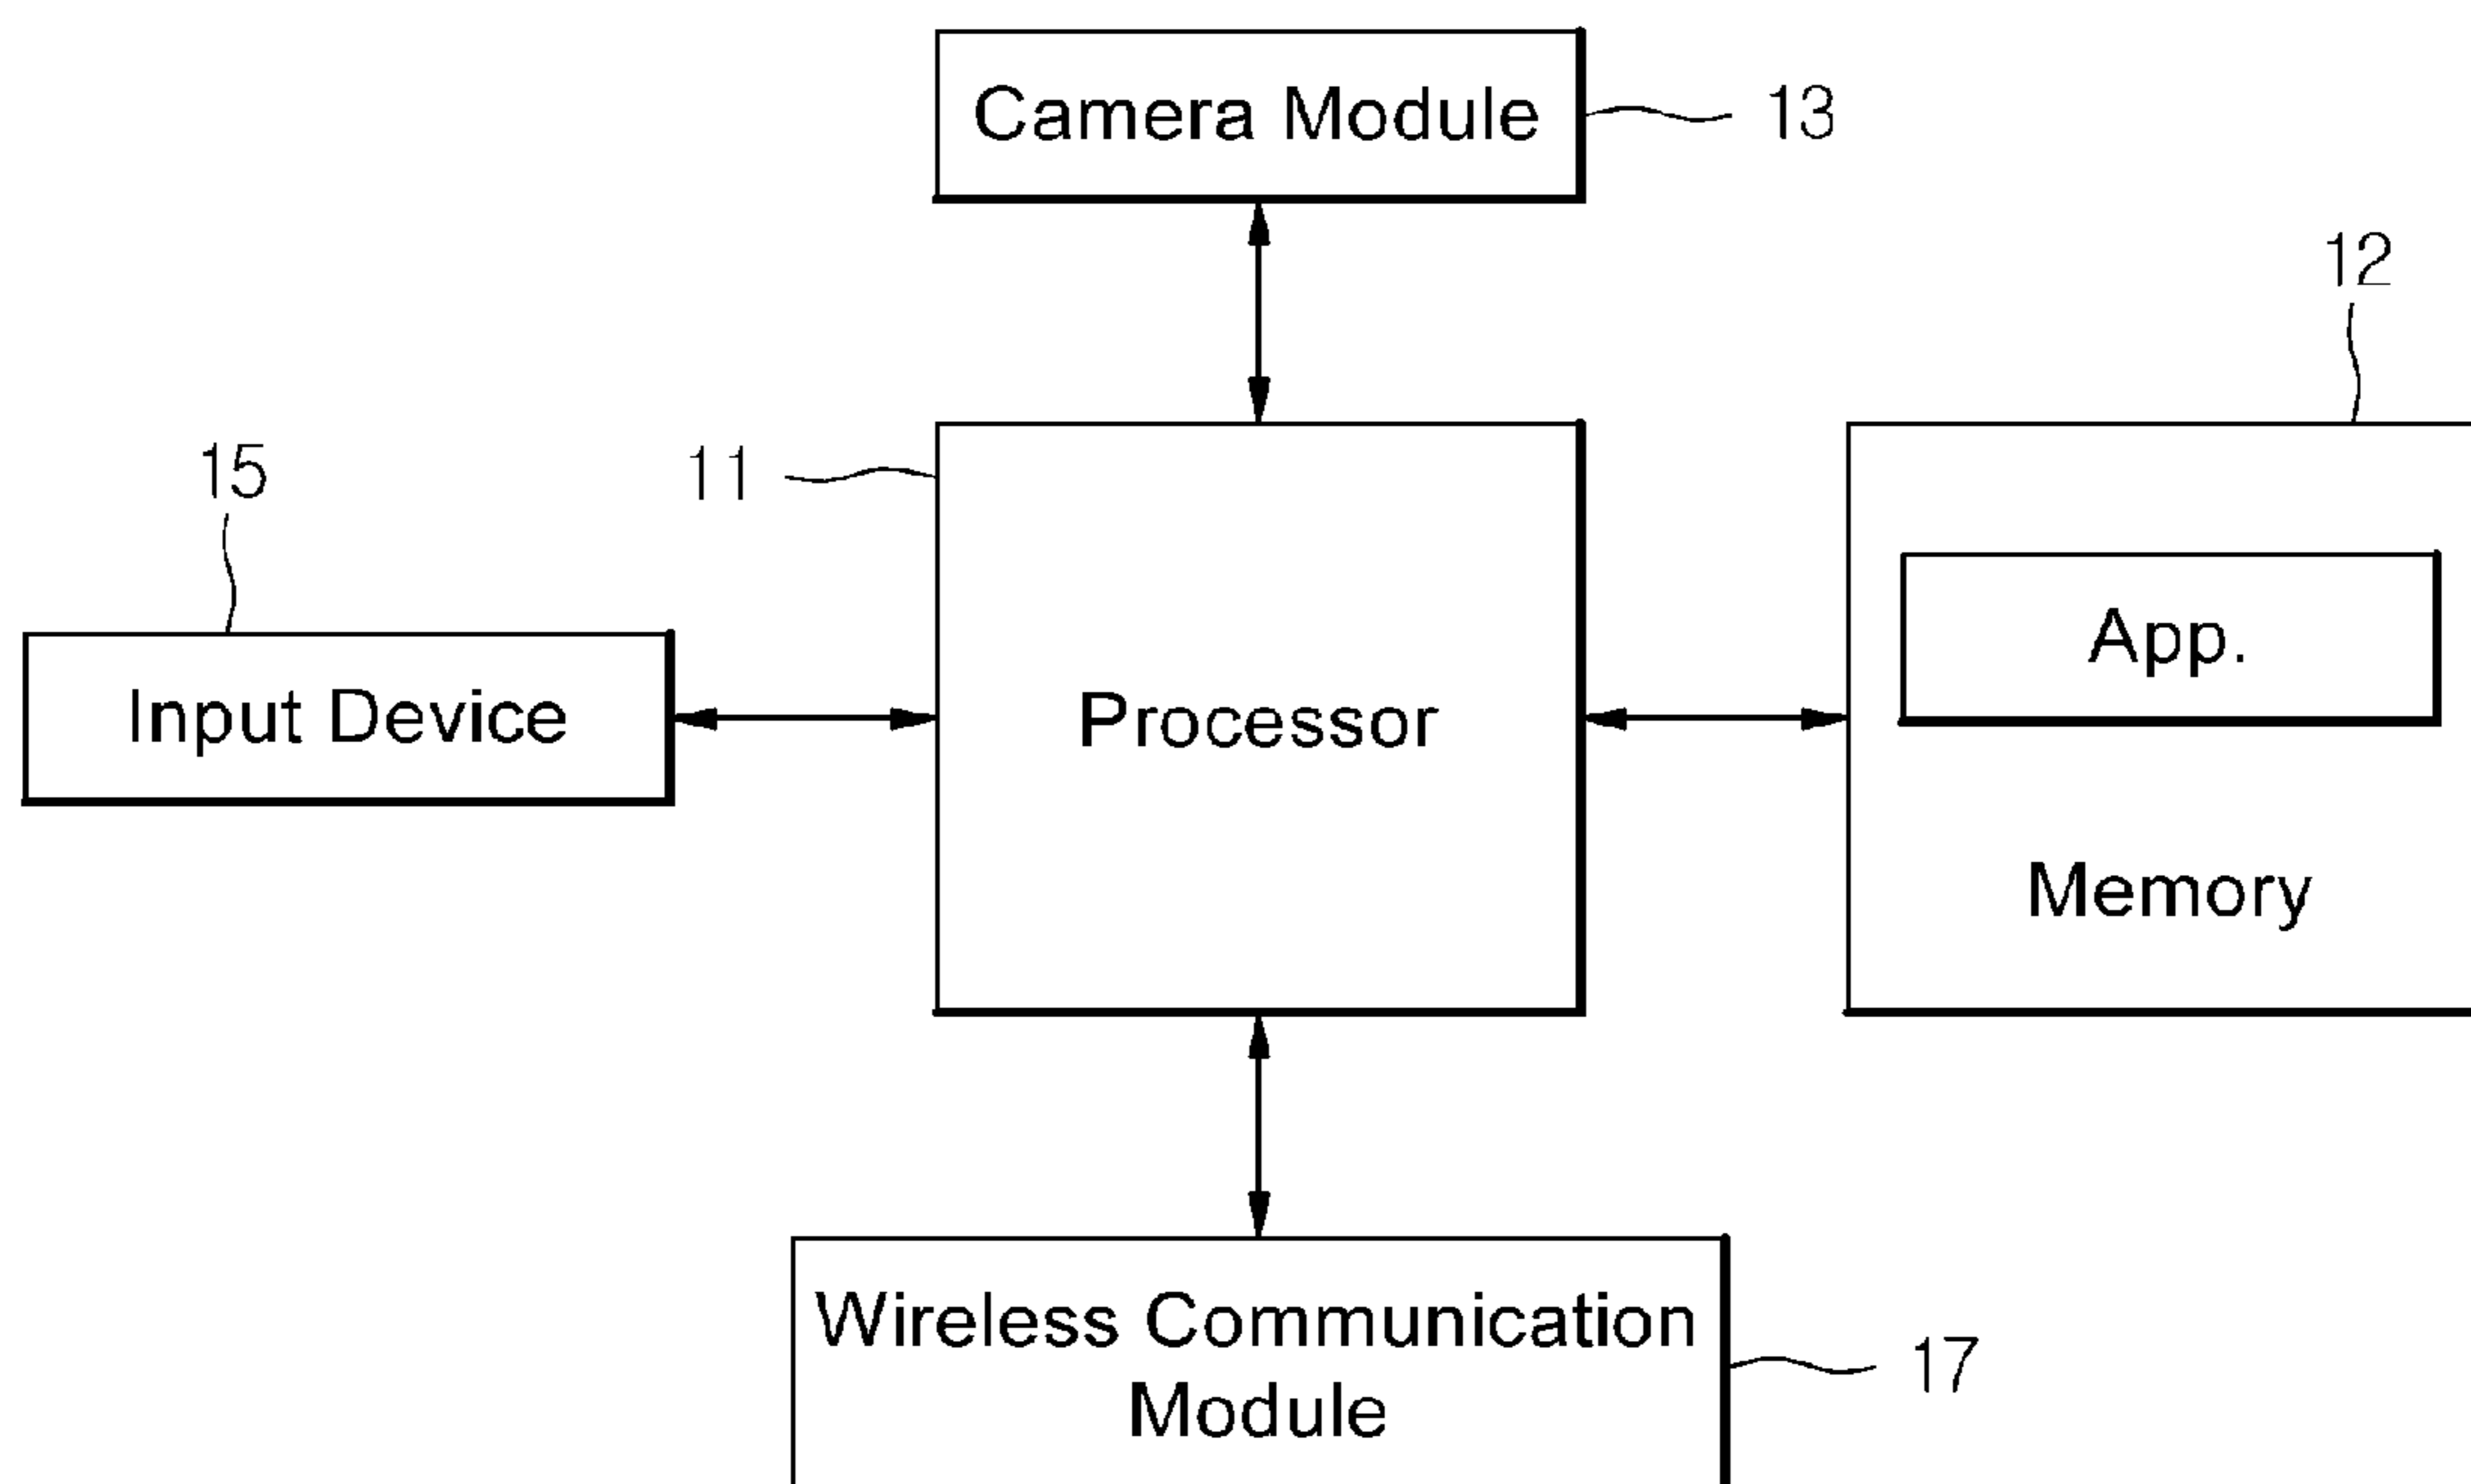 Camera Module
13
12
15
11
App.
Input Device
Processor
Memory
Wireless Communication
Module
17